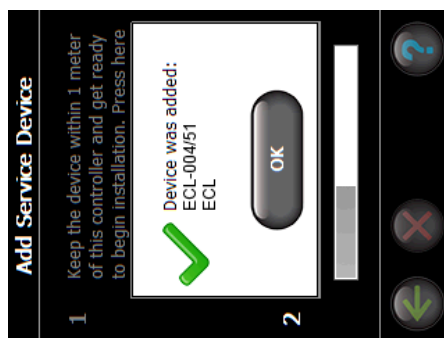 Add Service Device
1
Keep the device within 1 meter
of this controller and get ready
to begin installation. Press here
Device was added:
ECL-004/51
ECL
OK
2
?